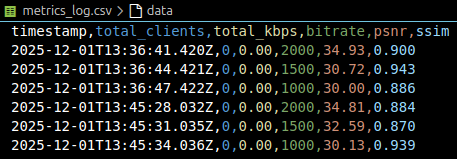 metrics_log.csv > data
timestamp,total_clients,total_kbps,bitrate,psnr,ssim
2025-12-01T13:36:41.420Z,0,0.00,2000,34.93,0.900
2025-12-01T13:36:44.421Z,0,0.00,1500,30.72,0.943
2025-12-01T13:36:47.422Z,0,0.00,1000,30.00,0.886
2025-12-01T13:45:28.032Z,0,0.00,2000,34.81,0.884
2025-12-01T13:45:31.035Z,0,0.00,1500,32.59,0.870
2025-12-01T13:45:34.036Z,0,0.00,1000,30.13,0.939